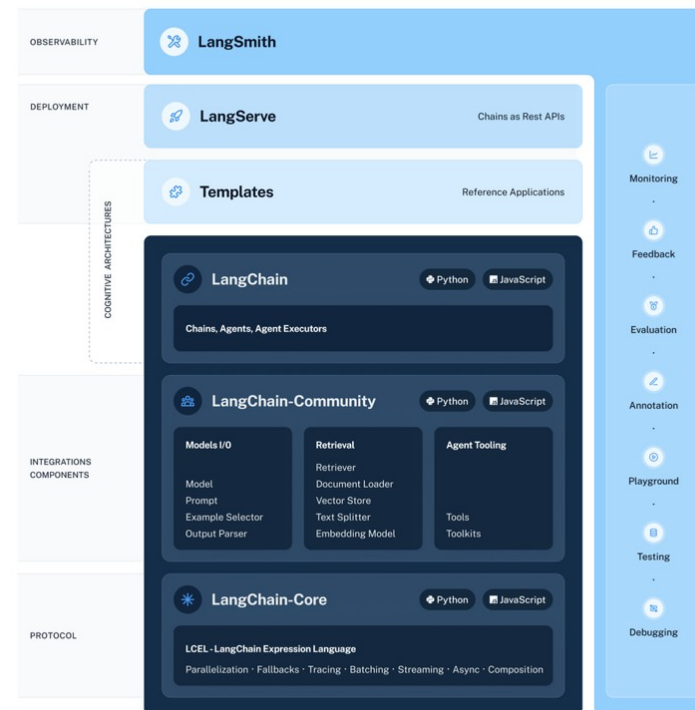 OBSERVABILITY
LangSmith
DEPLOYMENT
LangServe
Chains as Rest APIs
Templates
Reference Applications
COGNITIVE ARCHITECTURES
LangChain
Python
JavaScript
Chains, Agents, Agent Executors
INTEGRATIONS
COMPONENTS
LangChain-Community
Python
JavaScript
Models I/O
Model
Prompt
Example Selector
Output Parser
Retrieval
Retriever
Document Loader
Vector Store
Text Splitter
Embedding Model
Agent Tooling
Tools
Toolkits
PROTOCOL
LangChain-Core
Python
JavaScript
LCEL - LangChain Expression Language
Parallelization · Fallbacks · Tracing · Batching · Streaming · Async · Composition
Monitoring
Feedback
Evaluation
Annotation
Playground
Testing
Debugging